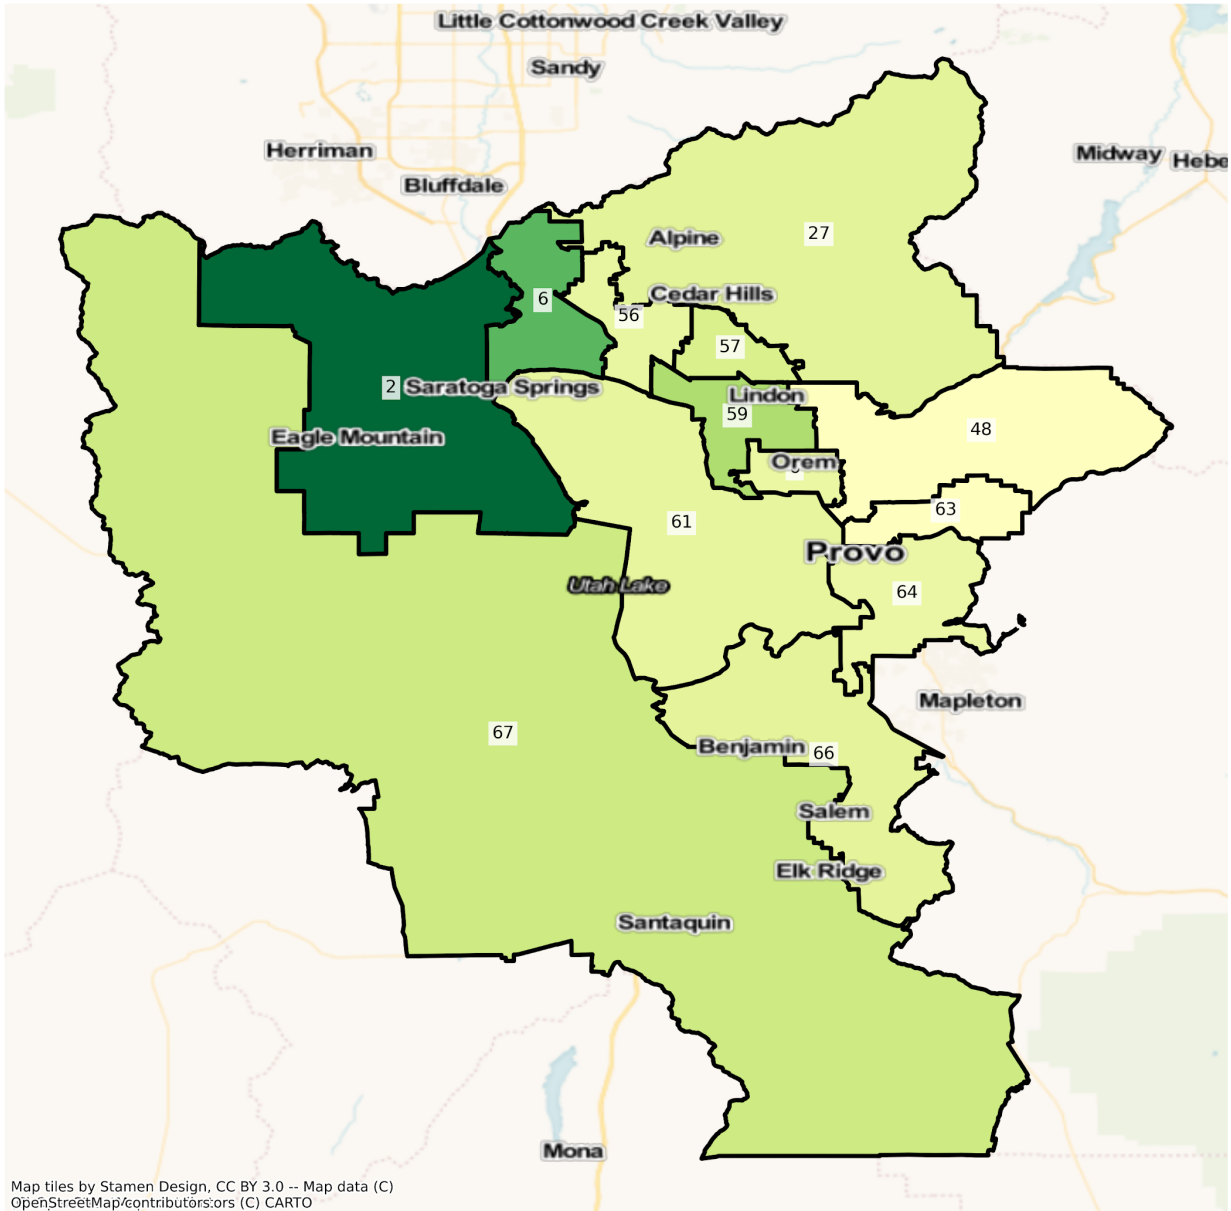 Little Cottonwood Creek Valley
Sandy
Herriman
Midway
Hebe
Bluffdale
27
Alpine
Cedar Hills
6
56
57
2
Saratoga Springs
Lindon
59
48
Eagle Mountain
Orem
63
61
Provo
Utah Lake
64
Mapleton
67
Benjamin
66
Salem
Elk Ridge
Santaquin
Mona
Map tiles by Stamen Design, CC BY 3.0 -- Map data (C)
OpenStreetMap contributors (C) CARTO